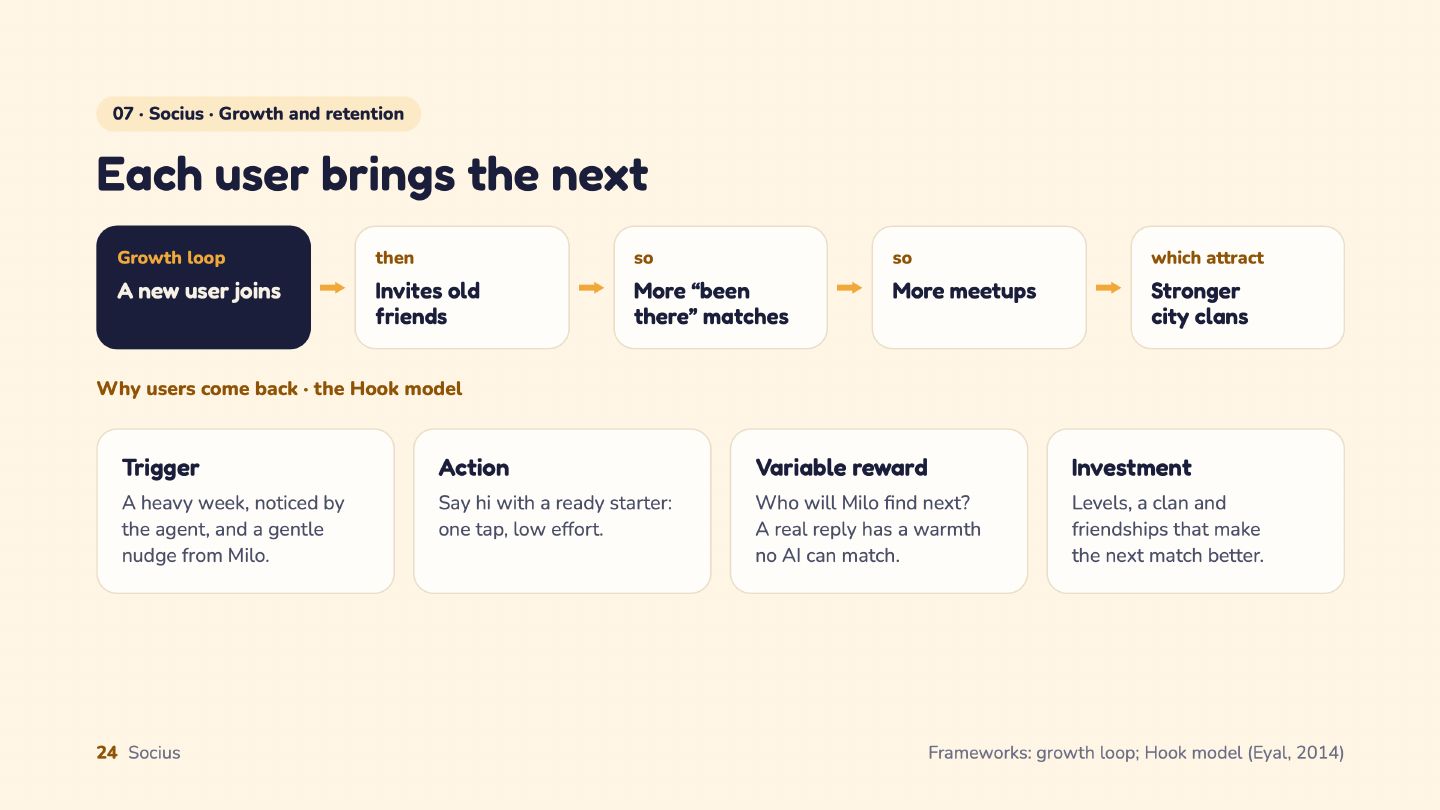 07 · Socius · Growth and retention
Each user brings the next
Growth loop
A new user joins
then
Invites old
friends
so
More “been
there” matches
so
More meetups
which attract
Stronger
city clans
Why users come back · the Hook model
Trigger
A heavy week, noticed by
the agent, and a gentle
nudge from Milo.
Action
Say hi with a ready starter:
one tap, low effort.
Variable reward
Who will Milo find next?
A real reply has a warmth
no AI can match.
Investment
Levels, a clan and
friendships that make
the next match better.
24 Socius
Frameworks: growth loop; Hook model (Eyal, 2014)